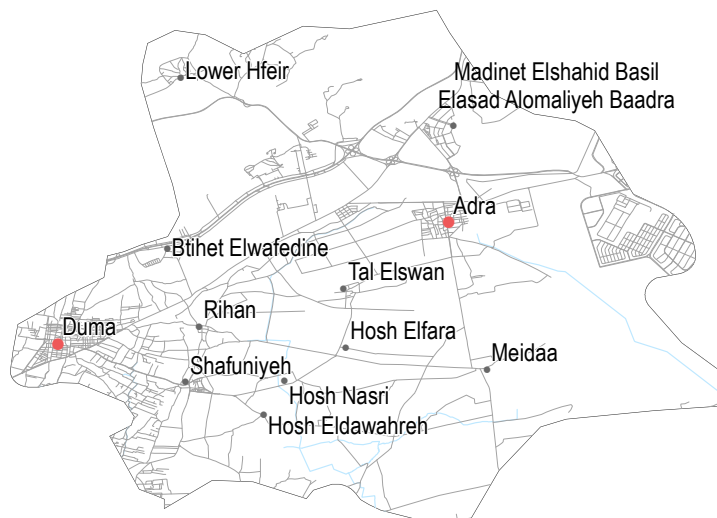 Lower Hfeir
Madinet Elshahid Basil
Elasad Alomaliyeh Baadra
Adra
Btihet Elwafedine
Tal Elswan
Rihan
Duma
Hosh Elfara
Shafuniyeh
Meidaa
Hosh Nasri
Hosh Eldawahreh